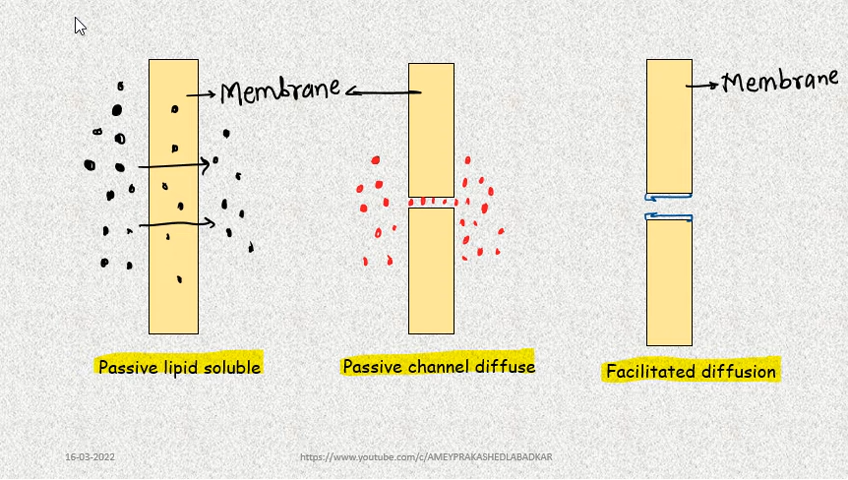 Membrane
Membrane
Passive lipid soluble
Passive channel diffuse
Facilitated diffusion
16-03-2022
https://www.youtube.com/c/AMEYPRAKASHEDLABADKAR